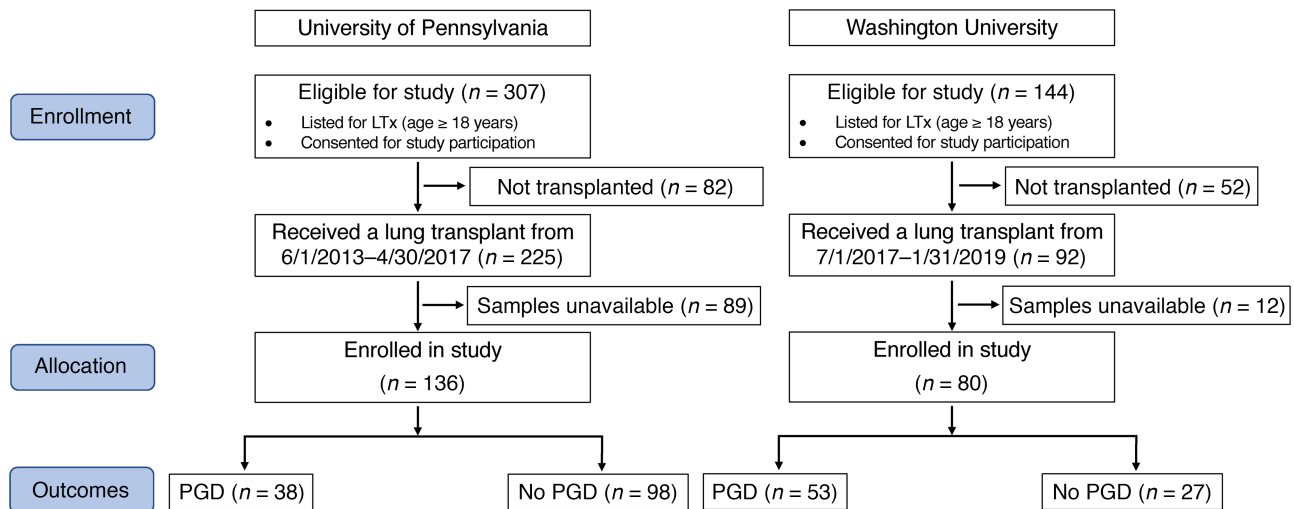 University of Pennsylvania
Washington University
Enrollment
Eligible for study (n = 307)
• Listed for LTx (age ≥ 18 years)
• Consented for study participation
Eligible for study (n = 144)
• Listed for LTx (age ≥ 18 years)
• Consented for study participation
Not transplanted (n = 82)
Not transplanted (n = 52)
Received a lung transplant from
6/1/2013–4/30/2017 (n = 225)
Received a lung transplant from
7/1/2017–1/31/2019 (n = 92)
Samples unavailable (n = 89)
Samples unavailable (n = 12)
Allocation
Enrolled in study
(n = 136)
Enrolled in study
(n = 80)
Outcomes
PGD (n = 38)
No PGD (n = 98)
PGD (n = 53)
No PGD (n = 27)